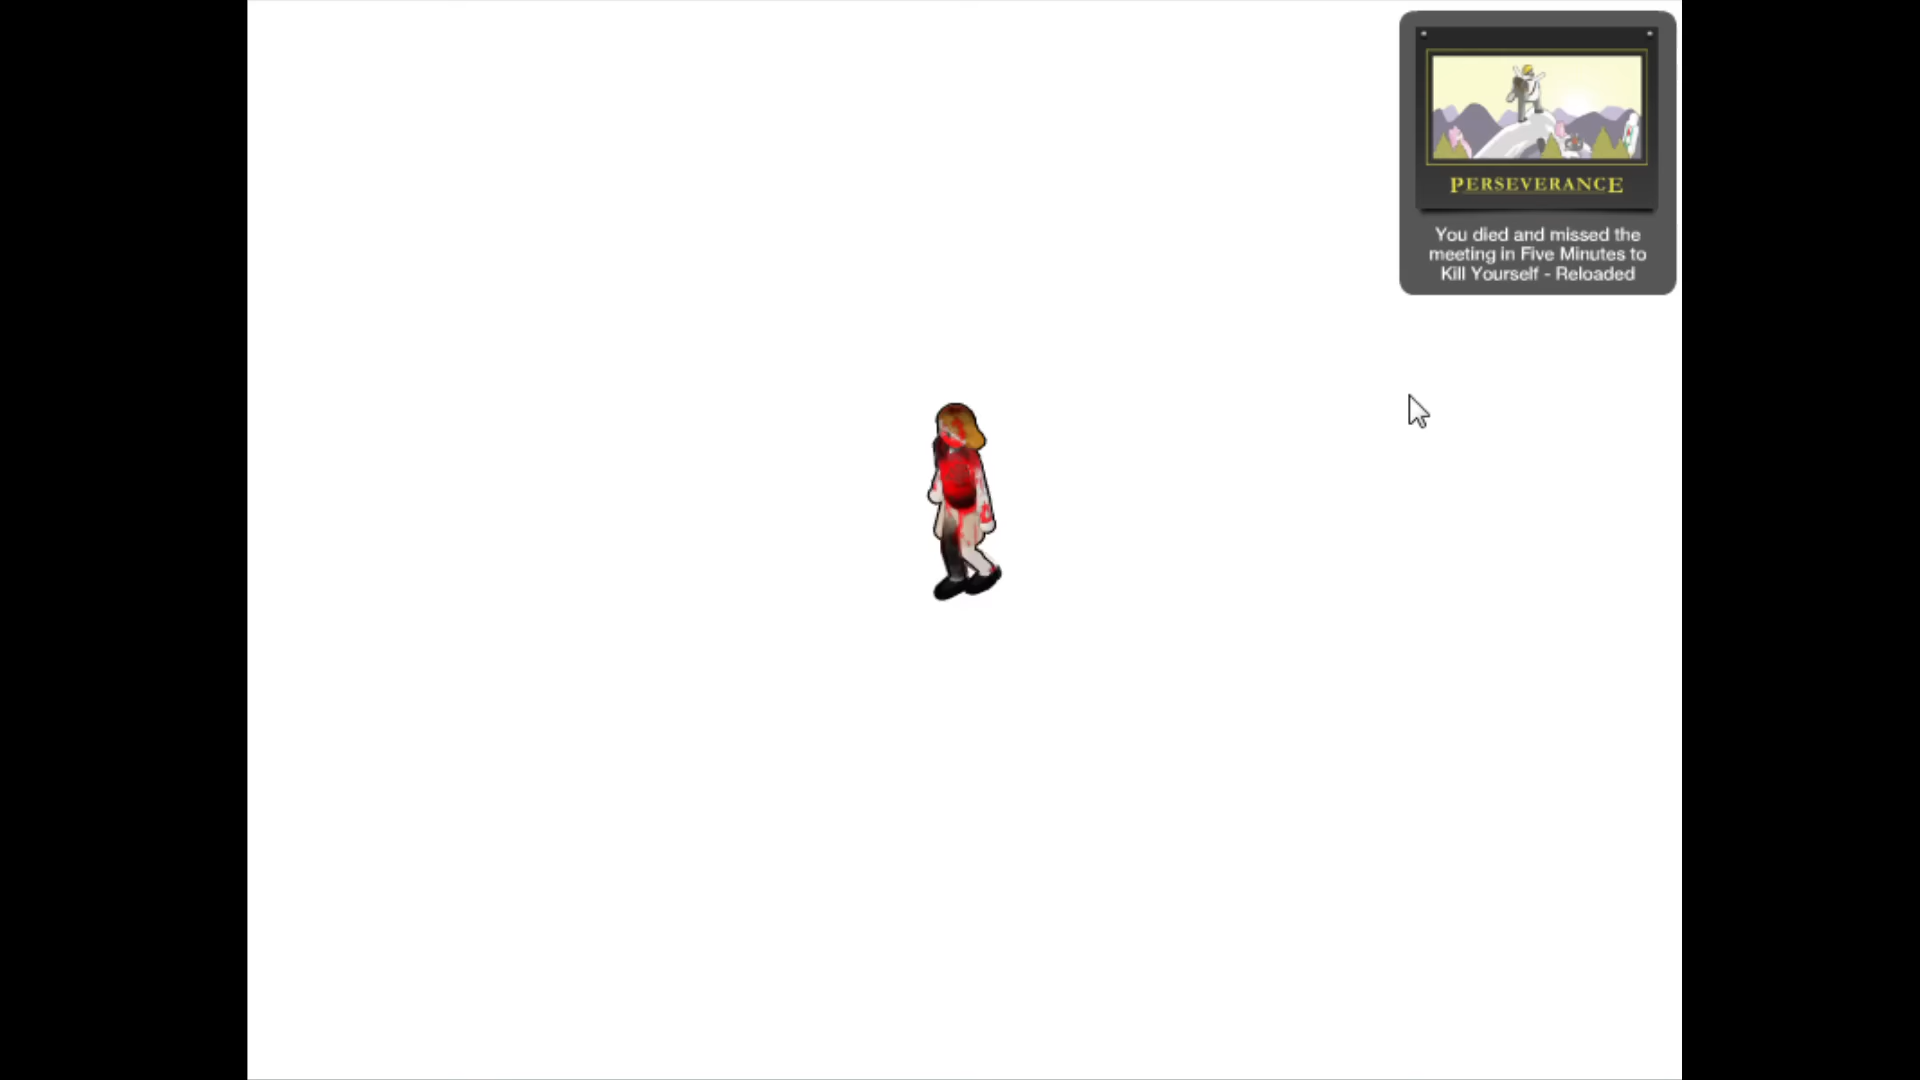 PERSEVERANCE
You died and missed the
meeting in Five Minutes to
Kill Yourself - Reloaded